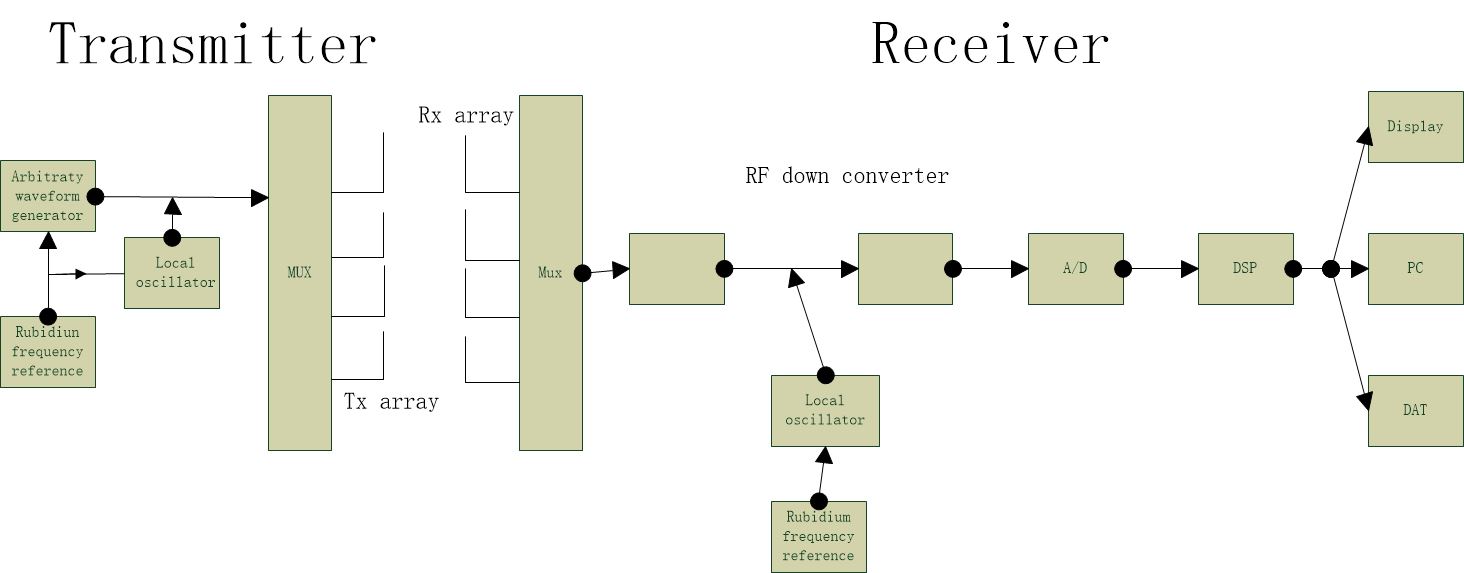 Transmitter
Receiver
Rx array
Display
Arbitraty
waveform
generator
RF down converter
Local
oscillator
MUX
Mux
A/D
DSP
PC
Rubidiun
frequency
reference
Tx array
Local
oscillator
DAT
Rubidium
frequency
reference